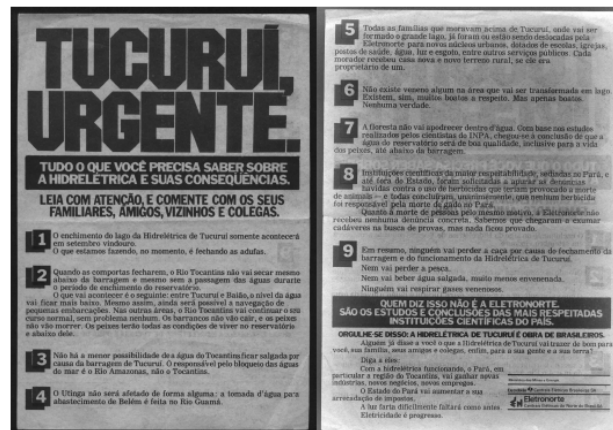 TUCURUÍ,
URGENTE.
TUDO O QUE VOCÊ PRECISA SABER SOBRE
A HIDRELÉTRICA E SUAS CONSEQÜÊNCIAS.
LEIA COM ATENÇÃO, E COMENTE COM OS SEUS
FAMILIARES, AMIGOS, VIZINHOS E COLEGAS.
1 O enchimento do lago da Hidrelétrica de Tucuruí somente acontecerá
em setembro vindouro.
O que estamos fazendo, no momento, é fechando as adufas.
2 Quando as comportas fecharem, o Rio Tocantins não vai secar mesmo
abaixo da barragem e mesmo sem a passagem das águas durante
o período de enchimento do reservatório.
O que vai acontecer é o seguinte: entre Tucuruí e Baião, o nível da água
vai ficar mais baixo. Mesmo assim, ainda será possível a navegação de
pequenas embarcações. Nas outras áreas, o Rio Tocantins vai continuar o seu
curso normal, sem problema nenhum. Os barrancos não vão cair, e os peixes
não vão morrer. Os peixes terão todas as condições de viver no reservatório
e abaixo dele.
3 Não há a menor possibilidade de a água do Tocantins ficar salgada por
causa da barragem de Tucuruí. O responsável pelo bloqueio das águas
do mar é o Rio Amazonas, não o Tocantins.
4 O Utinga não será afetado de forma alguma: a tomada d'água para
abastecimento de Belém é feita no Rio Guamá.
5 Todas as famílias que moravam acima de Tucuruí, onde vai ser
formado o grande lago, já foram ou estão sendo deslocadas pela
Eletronorte para novos núcleos urbanos, dotados de escolas, igrejas,
postos de saúde, água, luz e esgoto, entre outros serviços públicos. Cada
morador recebeu casa nova e novo terreno rural, se ele era
proprietário de um.
6 Não existe veneno algum na área que vai ser transformada em lago.
Existem, sim, muitos boatos a respeito. Mas apenas boatos.
Nenhuma verdade.
7 A floresta não vai apodrecer dentro d'água. Com base nos estudos
realizados pelos cientistas do INPA, chegou-se à conclusão de que a
água do reservatório será de boa qualidade, inclusive para a vida
dos peixes, até abaixo da barragem.
8 Instituições científicas da maior respeitabilidade, sediadas no Pará, e
até fora do Estado, foram solicitadas a apurar as denúncias
havidas contra o uso de herbicidas que teriam provocado a morte
de animais — e todas concluíram, unanimemente, que nenhum herbicida
foi responsável pela morte de gado no Pará.
Quanto à morte de pessoas pelo mesmo motivo, a Eletronorte não
recebeu nenhuma denúncia concreta. Sabemos que chegaram a exumar
cadáveres na busca de provas, mas nada ficou provado.
9 Em resumo, ninguém vai perder a caça por causa do fechamento da
barragem e do funcionamento da Hidrelétrica de Tucuruí.
Nem vai perder a pesca.
Nem vai beber água salgada, muito menos envenenada.
Ninguém vai respirar gases venenosos.
QUEM DIZ ISSO NÃO É A ELETRONORTE.
SÃO OS ESTUDOS E CONCLUSÕES DAS MAIS RESPEITADAS
INSTITUIÇÕES CIENTÍFICAS DO PAÍS.
ORGULHE-SE DISSO: A HIDRELÉTRICA DE TUCURUÍ É OBRA DE BRASILEIROS.
Alguém já disse a você o que a Hidrelétrica de Tucuruí vai trazer de bom para
você, sua família, seus amigos e colegas, enfim, para a sua gente e a sua terra?
Diga a eles:
Com a hidrelétrica funcionando, o Pará, em
particular a região do Tocantins, vai ganhar novas
indústrias, novos negócios, novos empregos.
O Estado do Pará vai aumentar a sua
arrecadação de impostos.
A luz farta dificilmente faltará como antes.
Eletricidade é progresso.
Eletronorte